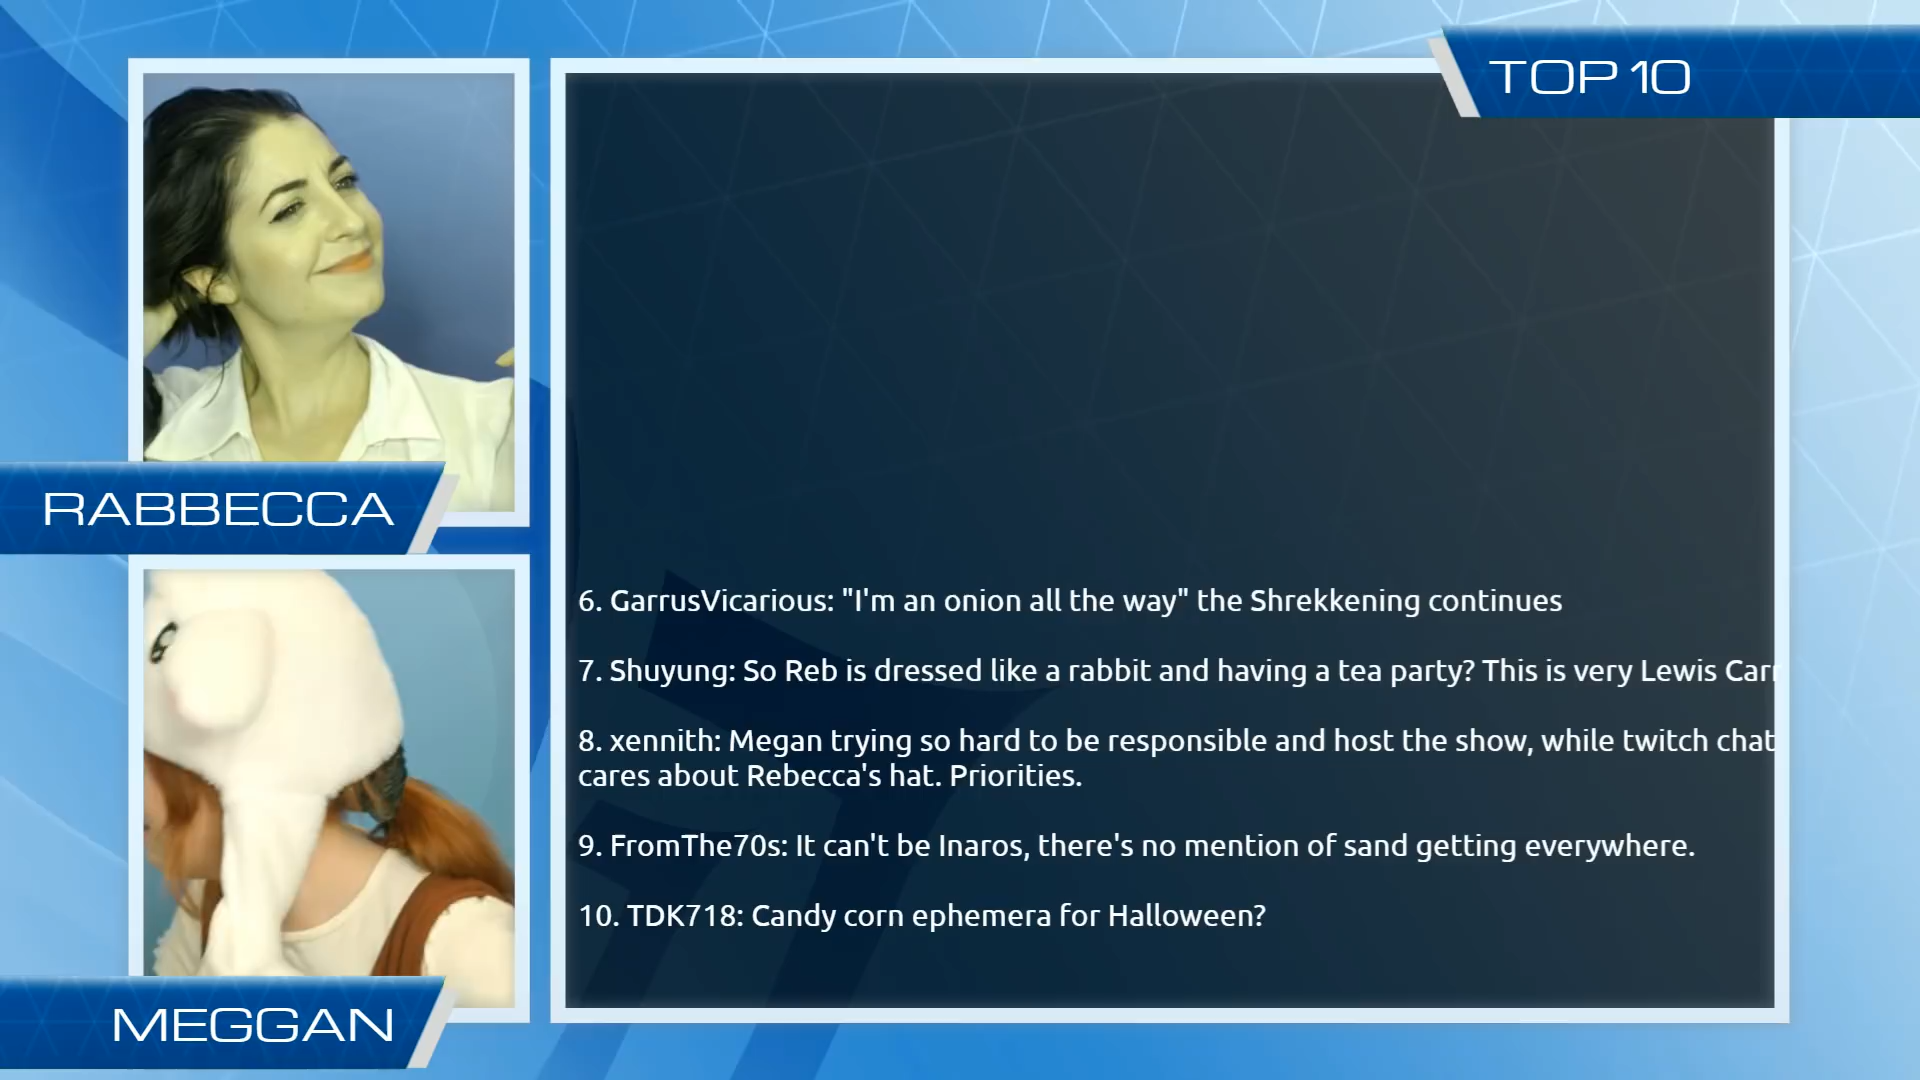 TOP 10
RABBECCA
6. GarrusVicarious: "I'm an onion all the way" the Shrekkening continues
7. Shuyung: So Reb is dressed like a rabbit and having a tea party? This is very Lewis Carr
8. xennith: Megan trying so hard to be responsible and host the show, while twitch chat
cares about Rebecca's hat. Priorities.
9. FromThe70s: It can't be Inaros, there's no mention of sand getting everywhere.
10. TDK718: Candy corn ephemera for Halloween?
MEGGAN